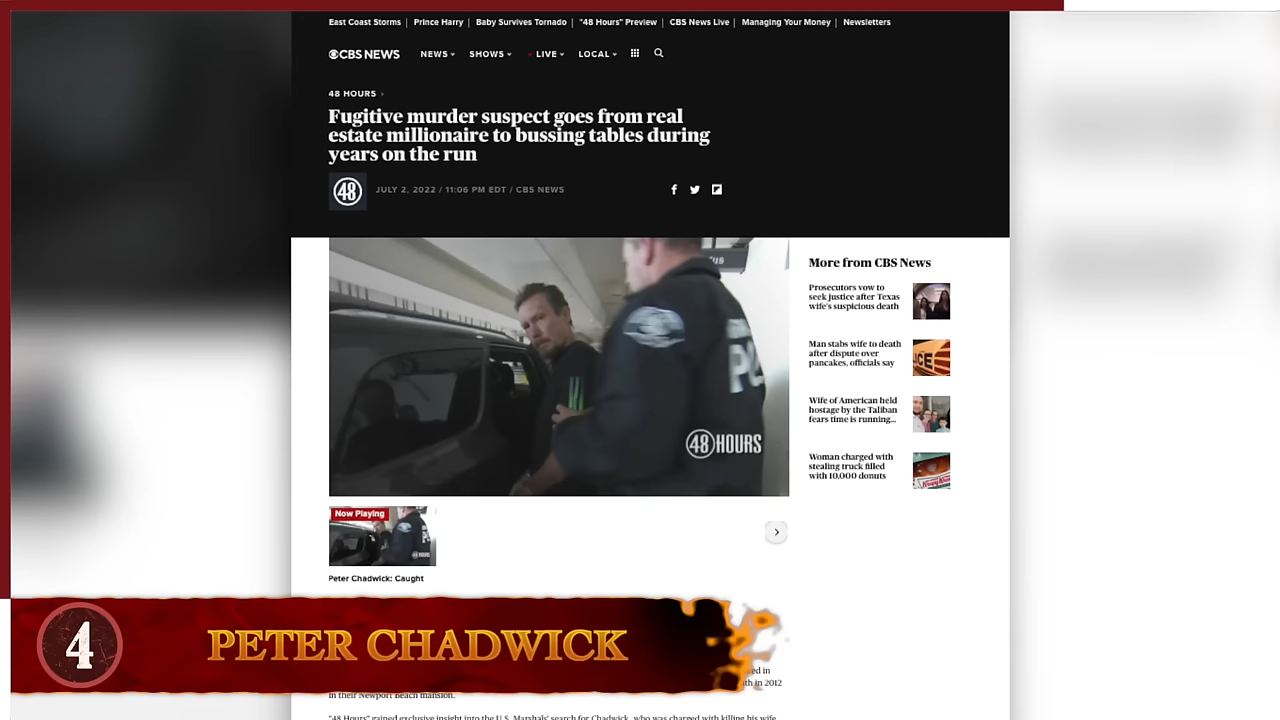 East Coast Storms | Prince Harry | Baby Survives Tornado | "48 Hours" Preview | CBS News Live | Managing Your Money | Newsletters
CBS NEWS NEWS SHOWS LIVE LOCAL
48 HOURS ›
Fugitive murder suspect goes from real
estate millionaire to bussing tables during
years on the run
48 JULY 2, 2022 / 11:06 PM EDT / CBS NEWS
48 HOURS
More from CBS News
Prosecutors vow to
seek justice after Texas
wife's suspicious death
Man stabs wife to death
after dispute over
pancakes, officials say
Wife of American held
hostage by the Taliban
fears time is running...
Woman charged with
stealing truck filled
with 10,000 donuts
Now Playing
Peter Chadwick: Caught
4 PETER CHADWICK
ed in
th in 2012
in their Newport Beach mansion.
"48 Hours" gained exclusive insight into the U.S. Marshals' search for Chadwick, who was charged with killing his wife